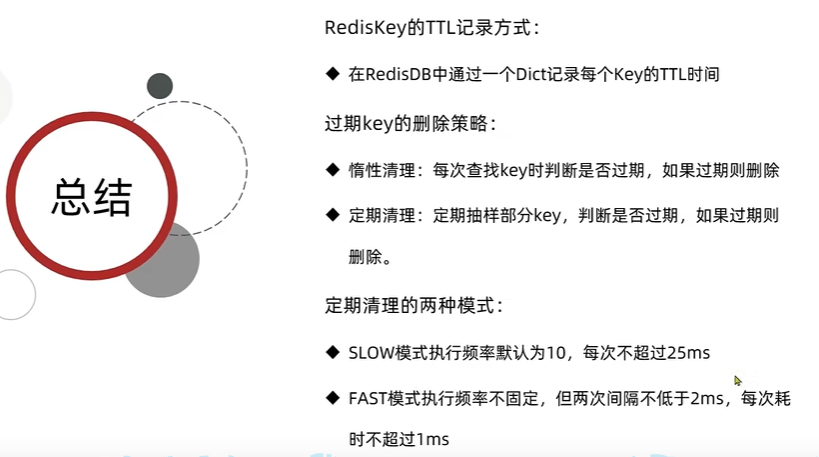 RedisKey的TTL记录方式：
◆ 在RedisDB中通过一个Dict记录每个Key的TTL时间
过期key的删除策略：
◆ 惰性清理：每次查找key时判断是否过期，如果过期则删除
总结
◆ 定期清理：定期抽样部分key，判断是否过期，如果过期则
删除。
定期清理的两种模式：
◆ SLOW模式执行频率默认为10，每次不超过25ms
◆ FAST模式执行频率不固定，但两次间隔不低于2ms，每次耗
时不超过1ms